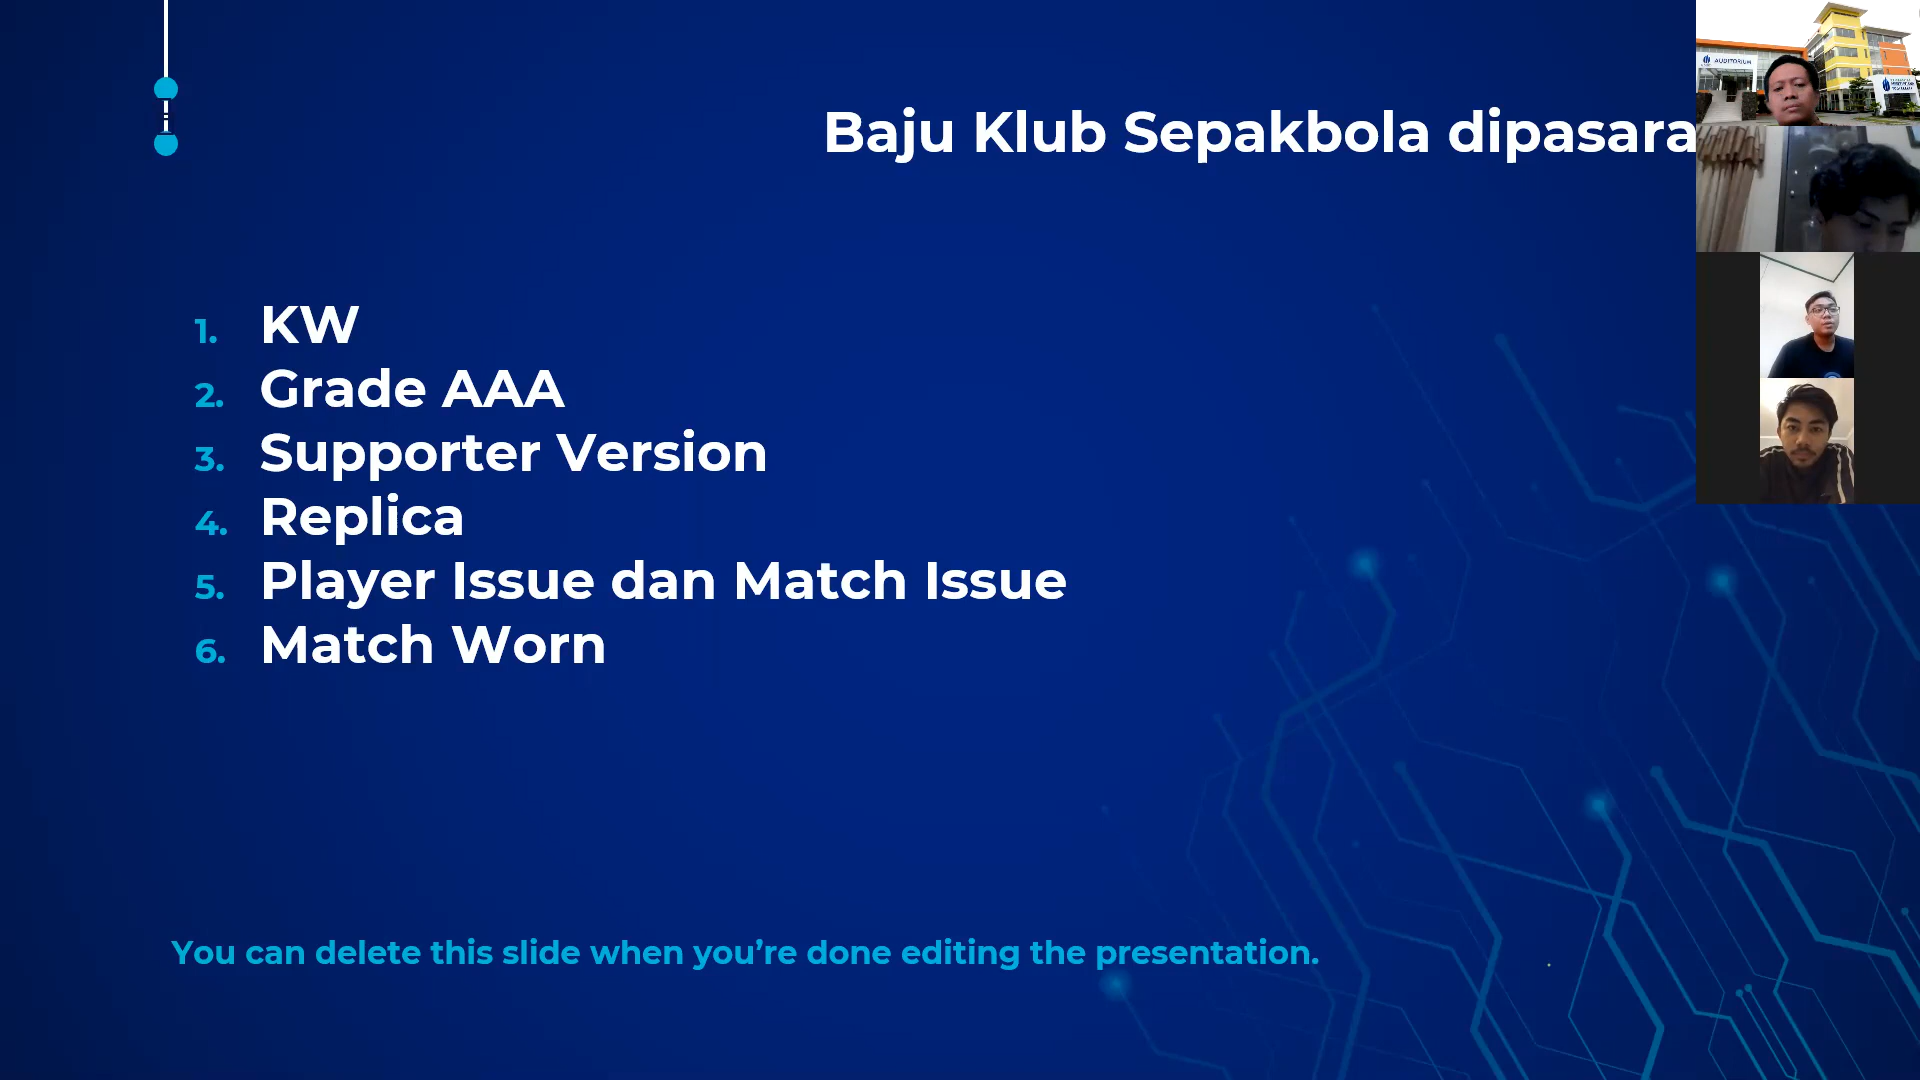 Baju Klub Sepakbola dipasara
1. KW
2. Grade AAA
3. Supporter Version
4. Replica
5. Player Issue dan Match Issue
6. Match Worn
You can delete this slide when you’re done editing the presentation.
AUDITORIUM